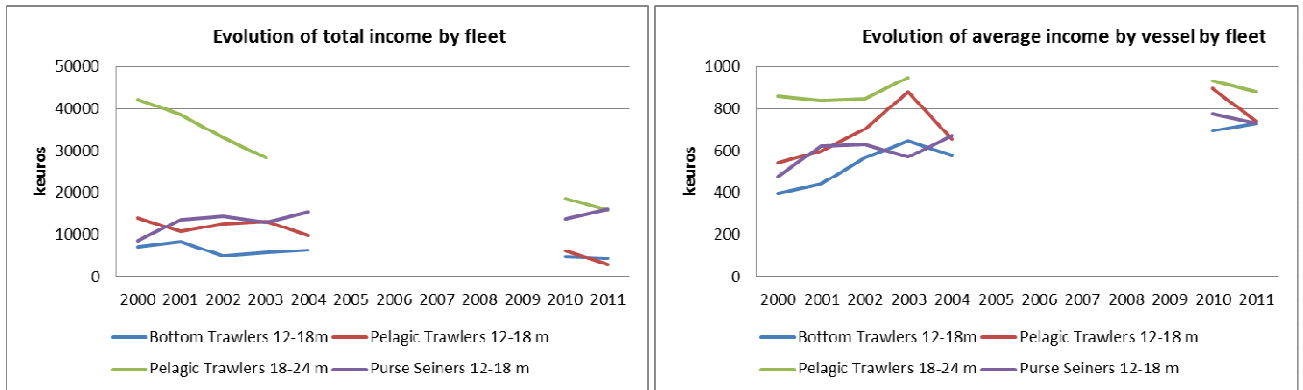 Evolution of total income by fleet
50000
40000
30000
20000
10000
0
keuros
2000 2001 2002 2003 2004 2005 2006 2007 2008 2009 2010 2011
Bottom Trawlers 12-18m
Pelagic Trawlers 12-18 m
Pelagic Trawlers 18-24 m
Purse Seiners 12-18 m
Evolution of average income by vessel by fleet
1000
800
600
400
200
0
keuros
2000 2001 2002 2003 2004 2005 2006 2007 2008 2009 2010 2011
Bottom Trawlers 12-18m
Pelagic Trawlers 12-18 m
Pelagic Trawlers 18-24 m
Purse Seiners 12-18 m